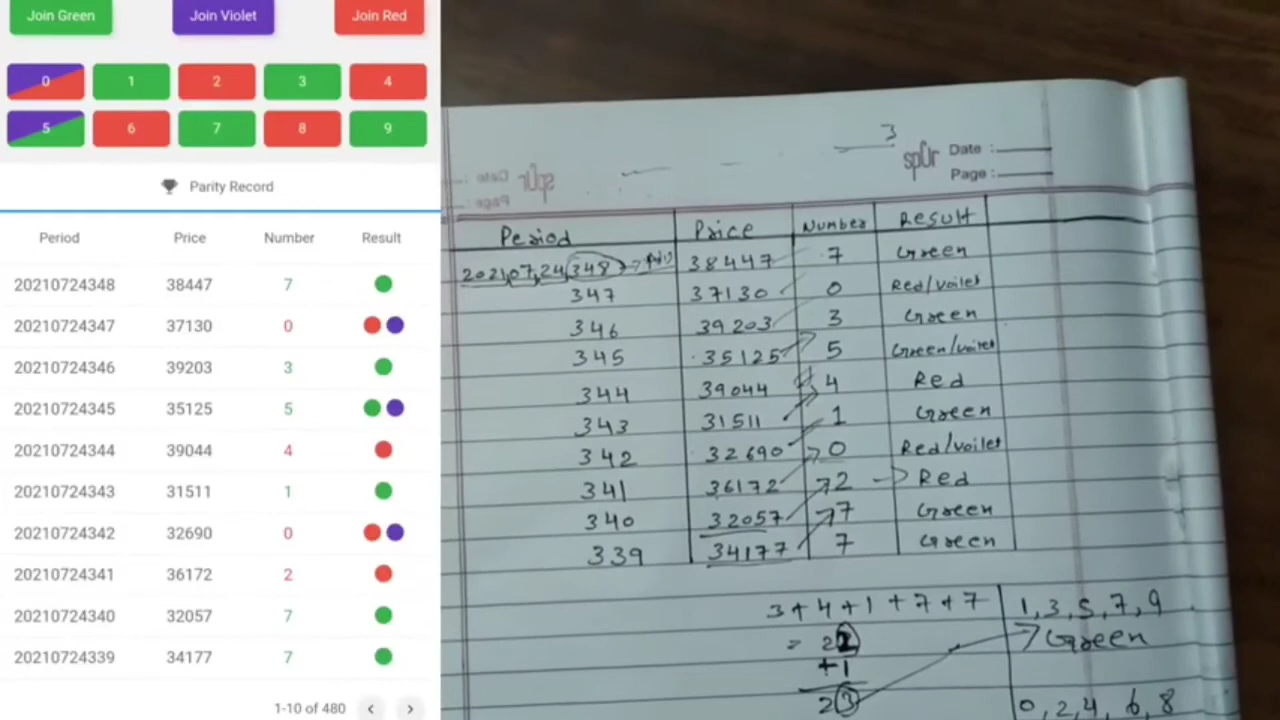 Join Green Join Violet Join Red
0 1 2 3 4
5 6 7 8 9
Parity Record
Period Price Number Result
20210724348 38447 7
20210724347 37130 0
20210724346 39203 3
20210724345 35125 5
20210724344 39044 4
20210724343 31511 1
20210724342 32690 0
20210724341 36172 2
20210724340 32057 7
20210724339 34177 7
1-10 of 480 < >
3
spür Date :
Page :
Period Price Number Result
2021,07,24,348 38447 7 Green
347 37130 0 Red/voilet
346 39203 3 Green
345 35125 5 Green/voilet
344 39044 4 Red
343 31511 1 Green
342 32690 0 Red/voilet
341 36172 2 Red
340 32057 7 Green
339 34177 7 Green
3+4+1+7+7 1,3,5,7,9
= 22 Green
+1
23 0,2,4,6,8